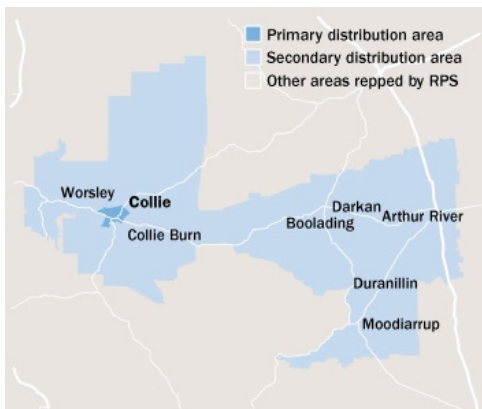 Primary distribution area
Secondary distribution area
Other areas repped by RPS
Worsley
Collie
Collie Burn
Darkan
Boolading
Arthur River
Duranillin
Moodiarrup